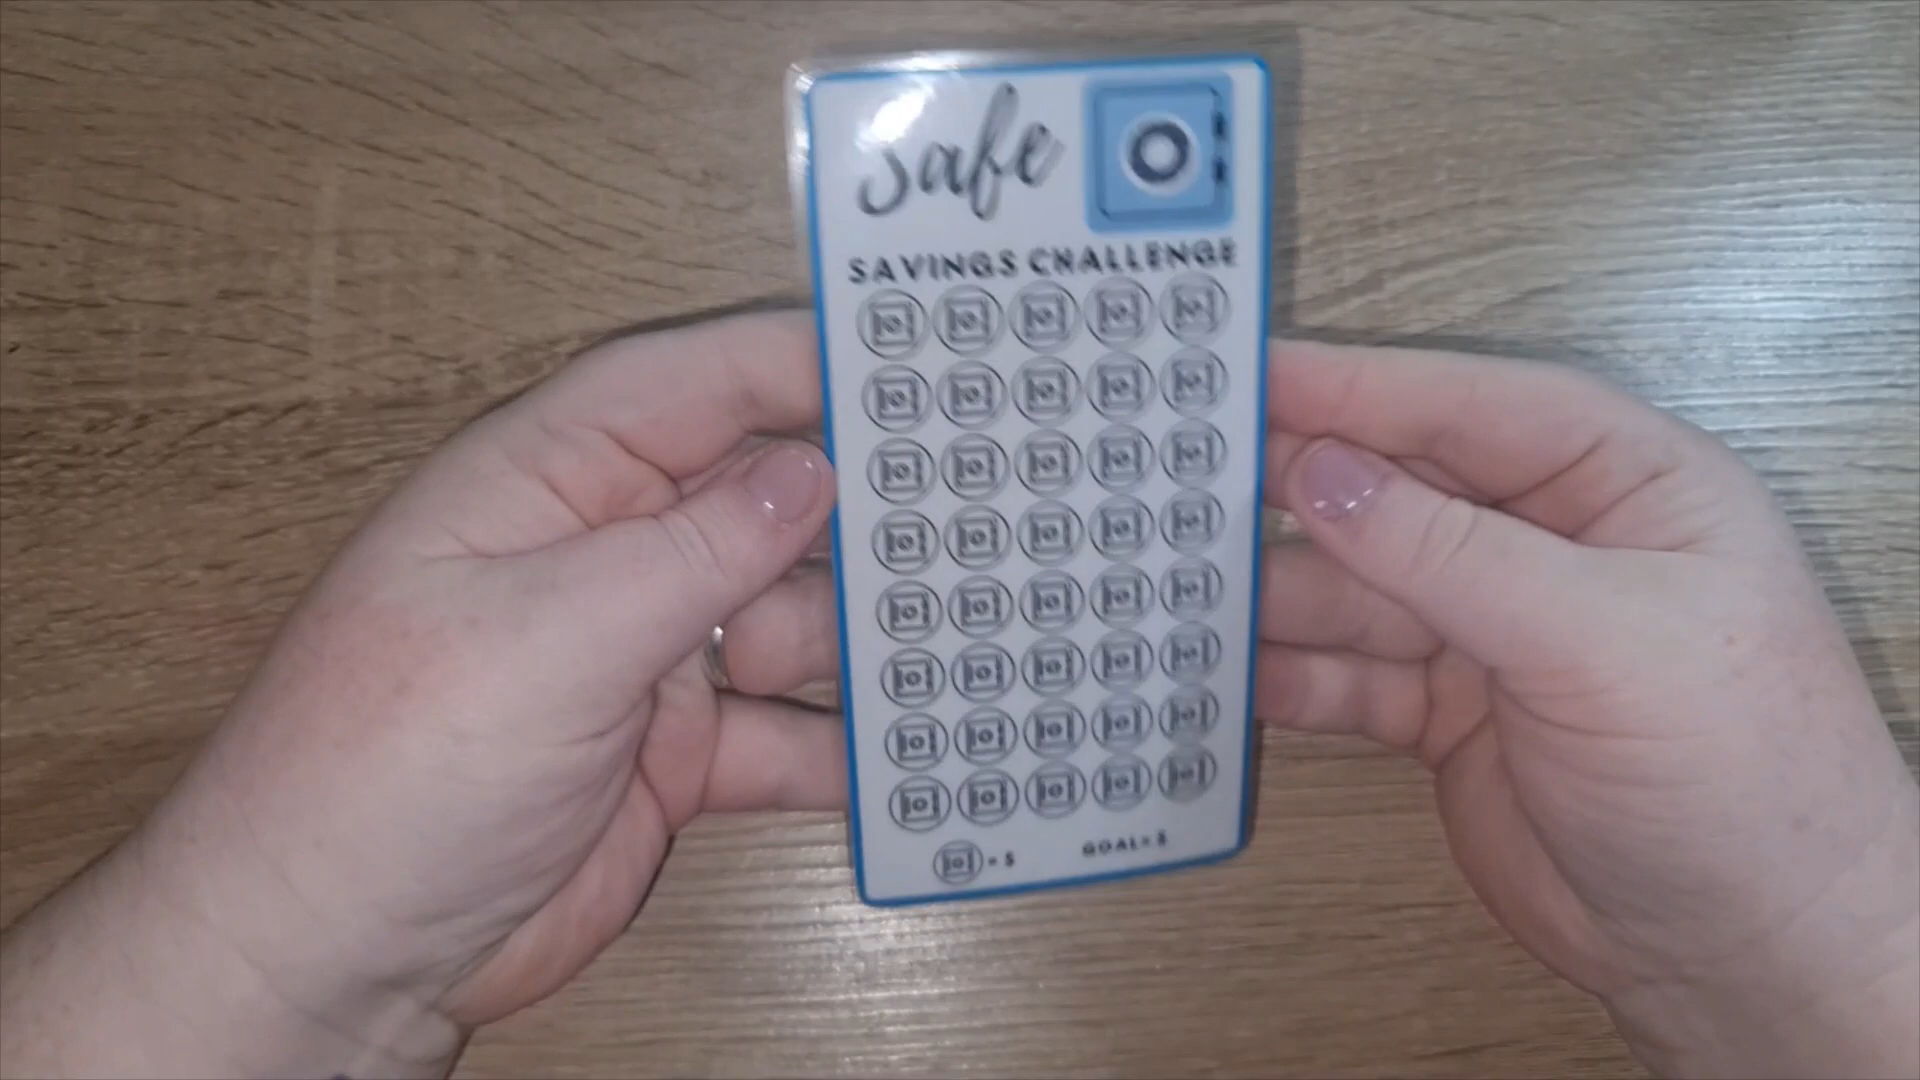 Safe
SAVINGS CHALLENGE
= $
GOAL= $